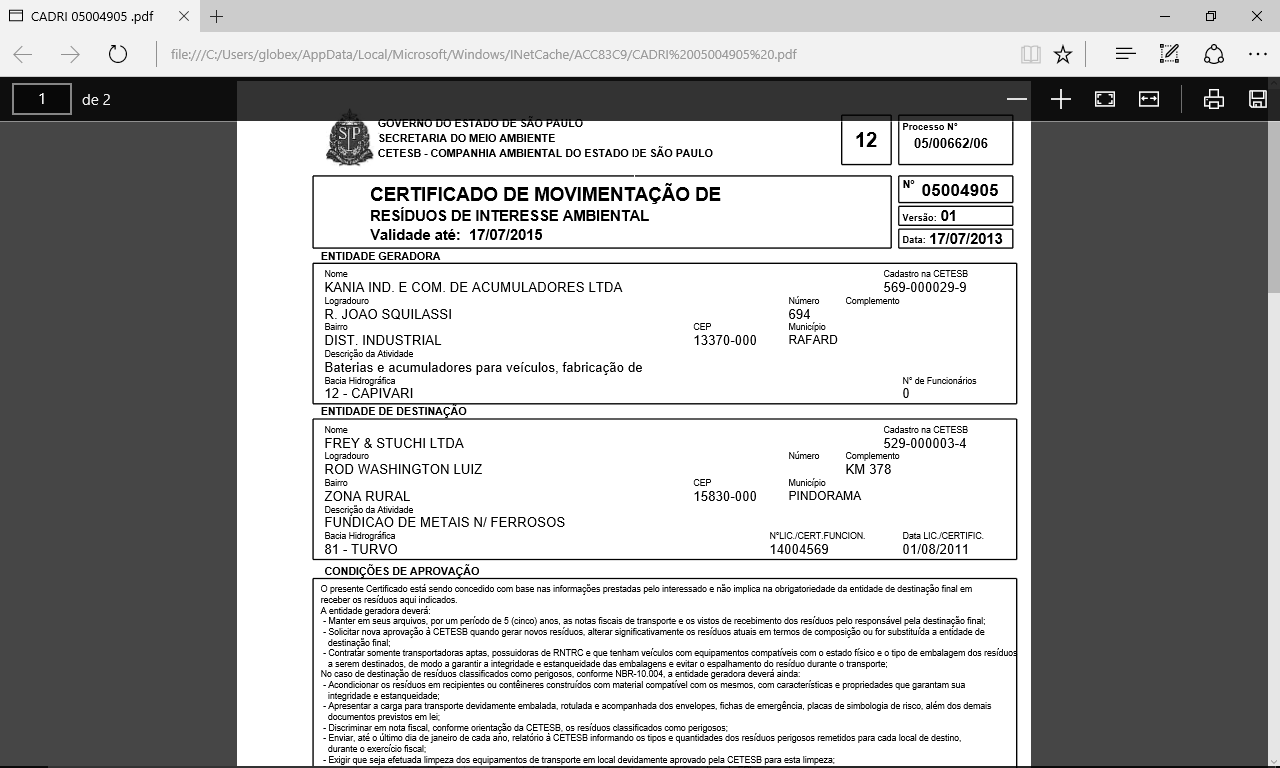 CADRI 05004905 .pdf
file:///C:/Users/globex/AppData/Local/Microsoft/Windows/INetCache/ACC83C9/CADRI%2005004905%20.pdf
1 de 2
GOVERNO DO ESTADO DE SÃO PAULO
SECRETARIA DO MEIO AMBIENTE
CETESB - COMPANHIA AMBIENTAL DO ESTADO DE SÃO PAULO
SP
12
Processo N°
05/00662/06
CERTIFICADO DE MOVIMENTAÇÃO DE
RESÍDUOS DE INTERESSE AMBIENTAL
Validade até: 17/07/2015
N° 05004905
Versão: 01
Data: 17/07/2013
ENTIDADE GERADORA
Nome Cadastro na CETESB
KANIA IND. E COM. DE ACUMULADORES LTDA 569-000029-9
Logradouro Número Complemento
R. JOAO SQUILASSI 694
Bairro CEP Município
DIST. INDUSTRIAL 13370-000 RAFARD
Descrição da Atividade
Baterias e acumuladores para veículos, fabricação de
Bacia Hidrográfica N° de Funcionários
12 - CAPIVARI 0
ENTIDADE DE DESTINAÇÃO
Nome Cadastro na CETESB
FREY & STUCHI LTDA 529-000003-4
Logradouro Número Complemento
ROD WASHINGTON LUIZ KM 378
Bairro CEP Município
ZONA RURAL 15830-000 PINDORAMA
Descrição da Atividade
FUNDICAO DE METAIS N/ FERROSOS
Bacia Hidrográfica N°LIC./CERT.FUNCION. Data LIC./CERTIFIC.
81 - TURVO 14004569 01/08/2011
CONDIÇÕES DE APROVAÇÃO
O presente Certificado está sendo concedido com base nas informações prestadas pelo interessado e não implica na obrigatoriedade da entidade de destinação final em
receber os resíduos aqui indicados.
A entidade geradora deverá:
- Manter em seus arquivos, por um período de 5 (cinco) anos, as notas fiscais de transporte e os vistos de recebimento dos resíduos pelo responsável pela destinação final;
- Solicitar nova aprovação à CETESB quando gerar novos resíduos, alterar significativamente os resíduos atuais em termos de composição ou for substituída a entidade de
destinação final;
- Contratar somente transportadoras aptas, possuidoras de RNTRC e que tenham veículos com equipamentos compatíveis com o estado físico e o tipo de embalagem dos resíduos
a serem destinados, de modo a garantir a integridade e estanqueidade das embalagens e evitar o espalhamento do resíduo durante o transporte;
No caso de destinação de resíduos classificados como perigosos, conforme NBR-10.004, a entidade geradora deverá ainda:
- Acondicionar os resíduos em recipientes ou contêineres construídos com material compatível com os mesmos, com características e propriedades que garantam sua
integridade e estanqueidade;
- Apresentar a carga para transporte devidamente embalada, rotulada e acompanhada dos envelopes, fichas de emergência, placas de simbologia de risco, além dos demais
documentos previstos em lei;
- Discriminar em nota fiscal, conforme orientação da CETESB, os resíduos classificados como perigosos;
- Enviar, até o último dia de janeiro de cada ano, relatório à CETESB informando os tipos e quantidades dos resíduos perigosos remetidos para cada local de destino,
durante o exercício fiscal;
- Exigir que seja efetuada limpeza dos equipamentos de transporte em local devidamente aprovado pela CETESB para esta limpeza;